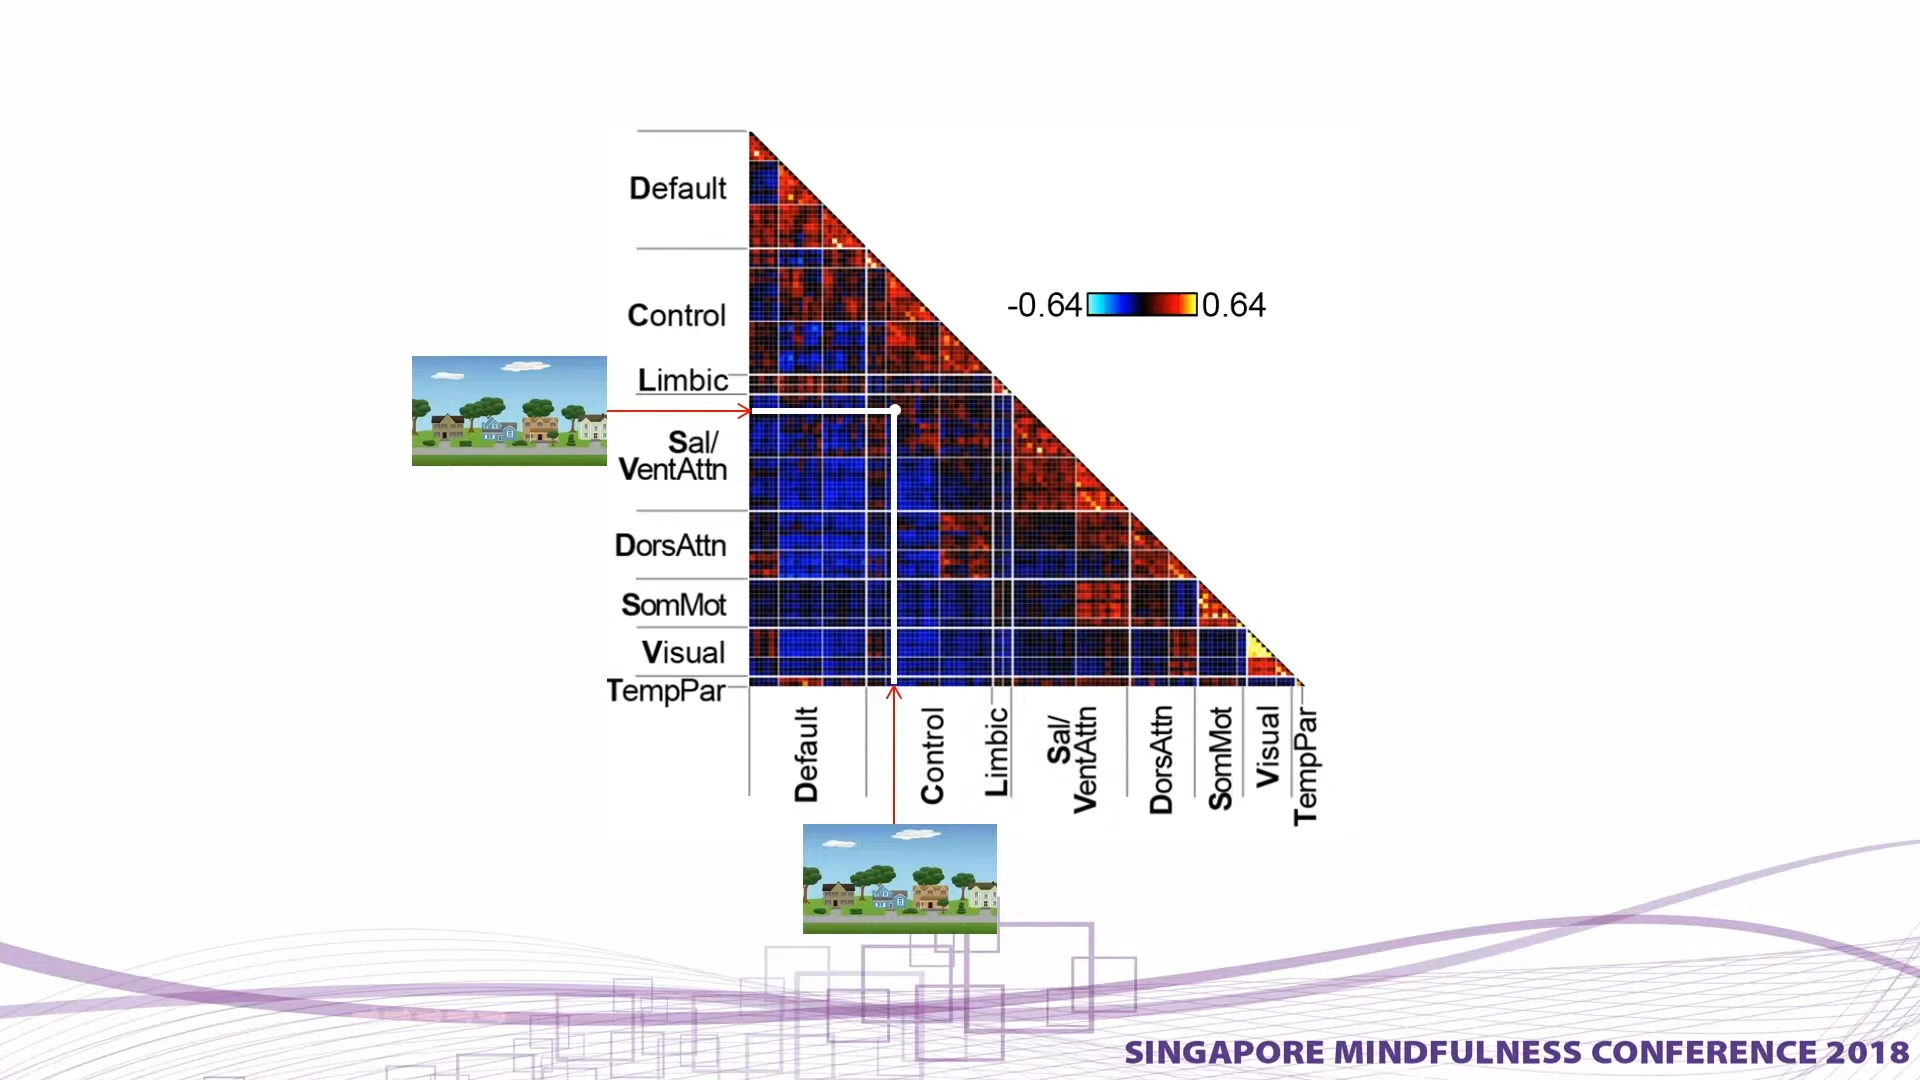 Default
Control
Limbic
Sal/
VentAttn
DorsAttn
SomMot
Visual
TempPar
-0.64
0.64
Default
Control
Limbic
Sal/
VentAttn
DorsAttn
SomMot
Visual
TempPar
SINGAPORE MINDFULNESS CONFERENCE 2018